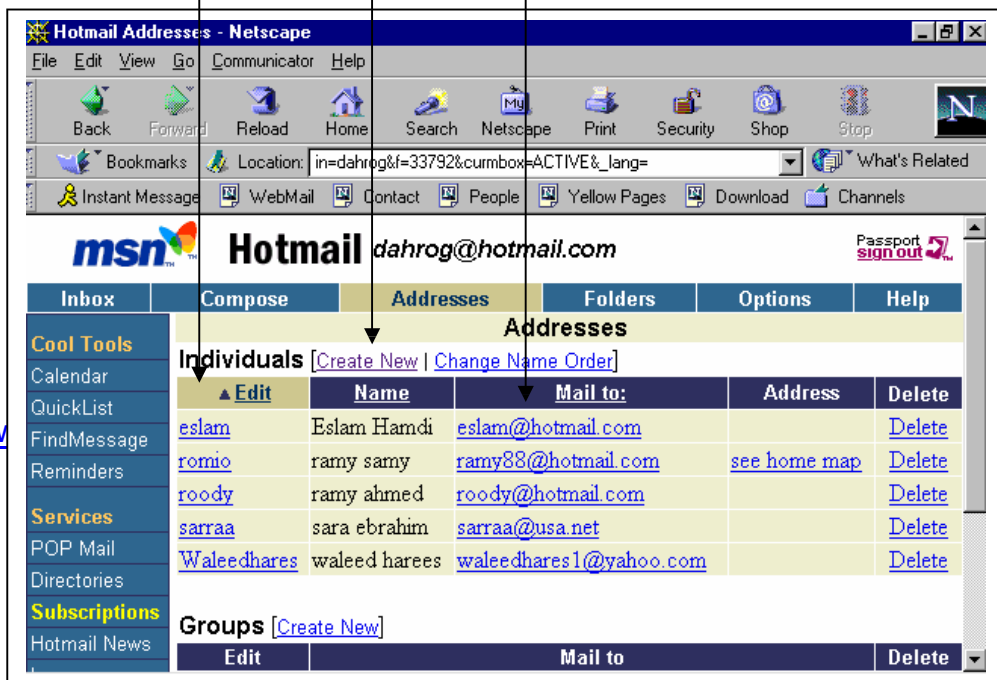 Hotmail Addresses - Netscape
File Edit View Go Communicator Help
Back Forward Reload Home Search Netscape Print Security Shop Stop
My
N
Bookmarks Location: in=dahrog&f=33792&curmbox=ACTIVE&_lang= What's Related
Instant Message WebMail Contact People Yellow Pages Download Channels
msn Hotmail dahrog@hotmail.com Passport sign out
TM TM TM
Inbox Compose Addresses Folders Options Help
Addresses
Cool Tools
Calendar
QuickList
FindMessage
Reminders
Services
POP Mail
Directories
Subscriptions
Hotmail News
Individuals [Create New | Change Name Order]
Edit Name Mail to: Address Delete
eslam Eslam Hamdi eslam@hotmail.com Delete
romio ramy samy ramy88@hotmail.com see home map Delete
roody ramy ahmed roody@hotmail.com Delete
sarraa sara ebrahim sarraa@usa.net Delete
Waleedhares waleed harees waleedhares1@yahoo.com Delete
Groups [Create New]
Edit Mail to Delete